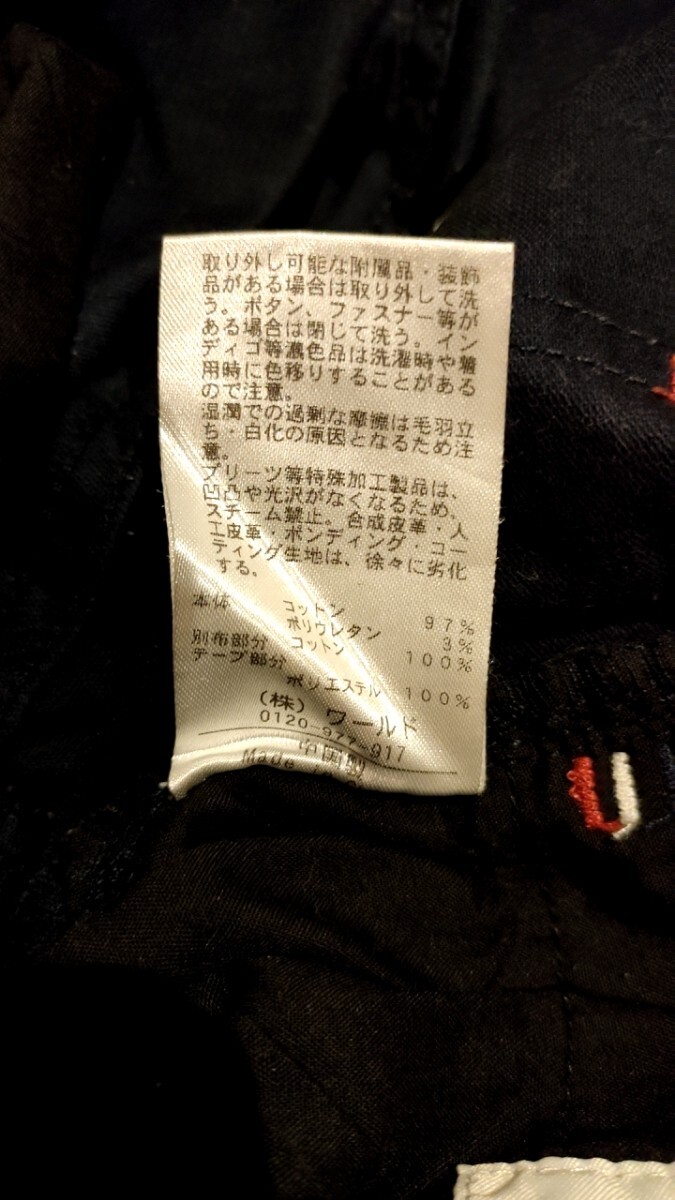 取り外し可能な附属品・装飾
品がある場合は取り外して洗
う。ボタン、ファスナー等が
ある場合は閉じて洗う。イン
ディゴ等濃色品は洗濯時や着
用時に色移りすることがある
ので注意。
湿潤での過剰な摩擦は毛羽立
ち・白化の原因となるため注
意。
プリーツ等特殊加工製品は、
凹凸や光沢がなくなるため、
スチーム禁止。合成皮革・人
工皮革・ボンディング・コー
ティング生地は、徐々に劣化
する。
本体 コットン 97%
ポリウレタン 3%
別布部分 コットン 100%
テープ部分
ポリエステル 100%
(株) ワールド
0120-977-917
中国製
Made